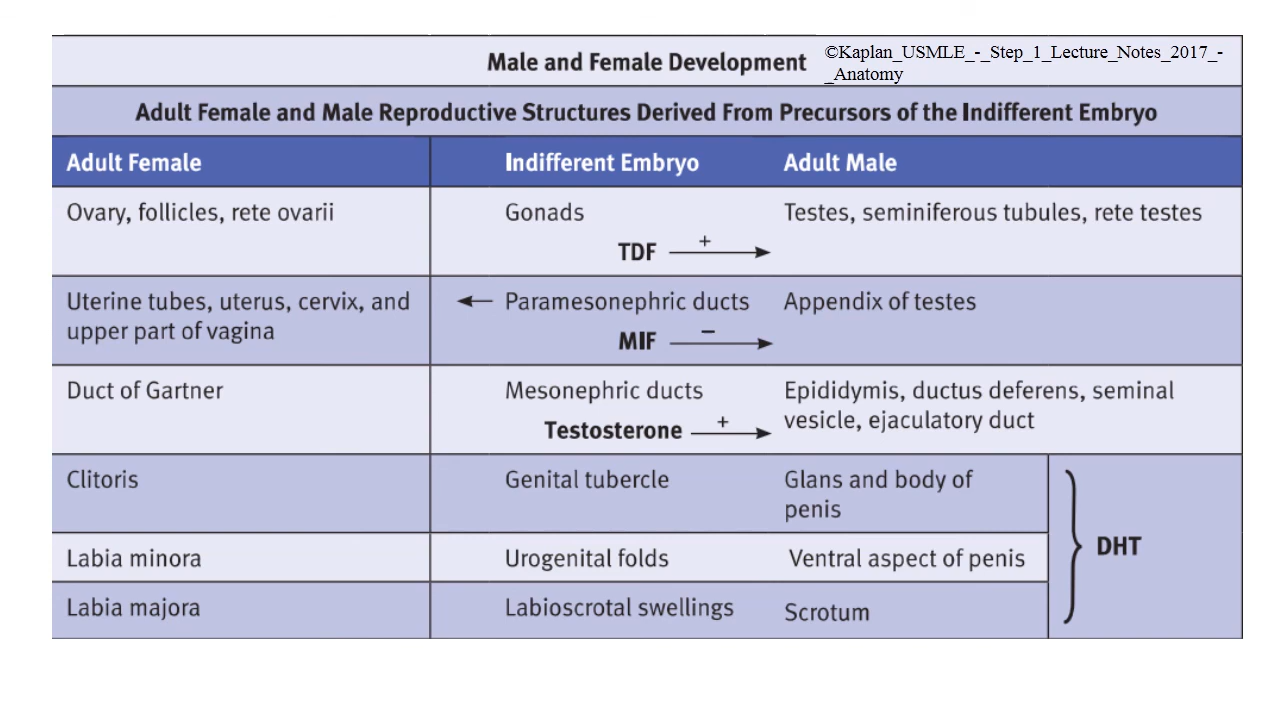 Male and Female Development ©Kaplan_USMLE_-_Step_1_Lecture_Notes_2017_-
_Anatomy
Adult Female and Male Reproductive Structures Derived From Precursors of the Indifferent Embryo
Adult Female Indifferent Embryo Adult Male
Ovary, follicles, rete ovarii Gonads Testes, seminiferous tubules, rete testes
TDF +
Uterine tubes, uterus, cervix, and Paramesonephric ducts Appendix of testes
upper part of vagina MIF −
Duct of Gartner Mesonephric ducts Epididymis, ductus deferens, seminal
Testosterone + vesicle, ejaculatory duct
Clitoris Genital tubercle Glans and body of
penis
DHT
Labia minora Urogenital folds Ventral aspect of penis
Labia majora Labioscrotal swellings Scrotum